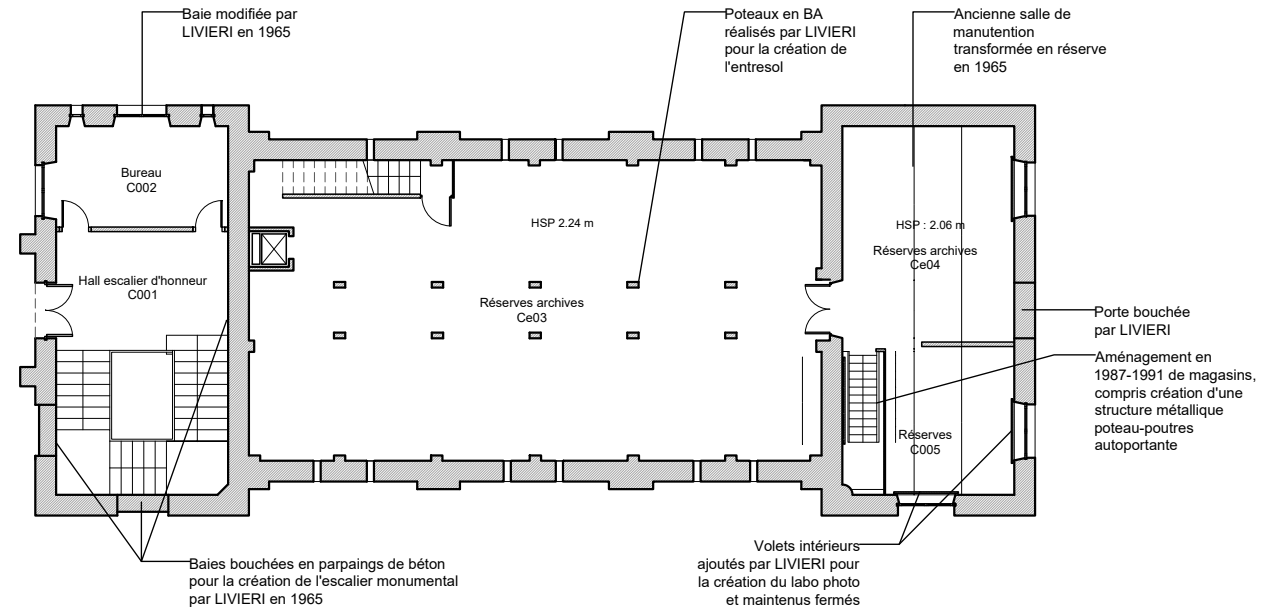 Baie modifiée par
LIVIERI en 1965
Poteaux en BA
réalisés par LIVIERI
pour la création de
l'entresol
Ancienne salle de
manutention
transformée en réserve
en 1965
Bureau
C002
HSP 2.24 m
HSP : 2.06 m
Réserves archives
Ce04
Hall escalier d'honneur
C001
Réserves archives
Ce03
Porte bouchée
par LIVIERI
Aménagement en
1987-1991 de magasins,
compris création d'une
structure métallique
poteau-poutres
autoportante
Réserves
C005
Baies bouchées en parpaings de béton
pour la création de l'escalier monumental
par LIVIERI en 1965
Volets intérieurs
ajoutés par LIVIERI pour
la création du labo photo
et maintenus fermés